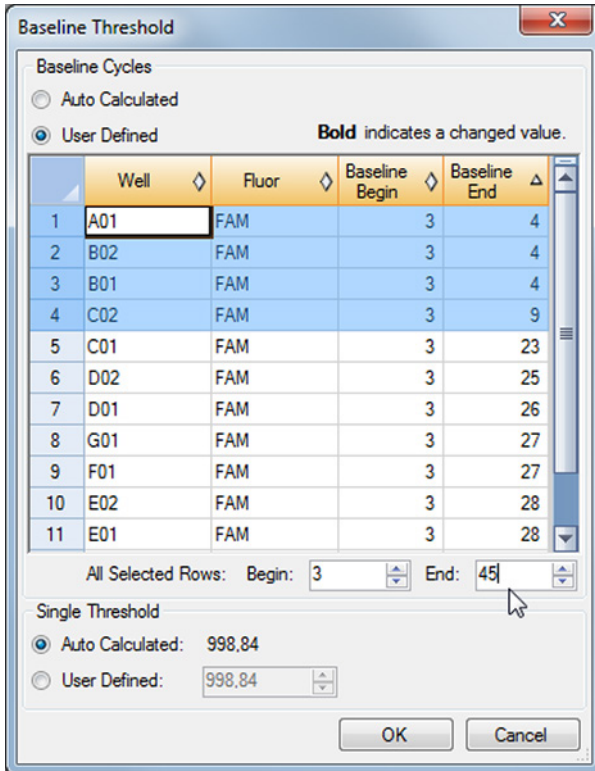 Baseline Threshold
Baseline Cycles
Auto Calculated
User Defined Bold indicates a changed value.
Well Fluor Baseline Begin Baseline End
1 A01 FAM 3 4
2 B02 FAM 3 4
3 B01 FAM 3 4
4 C02 FAM 3 9
5 C01 FAM 3 23
6 D02 FAM 3 25
7 D01 FAM 3 26
8 G01 FAM 3 27
9 F01 FAM 3 27
10 E02 FAM 3 28
11 E01 FAM 3 28
All Selected Rows: Begin: 3 End: 45
Single Threshold
Auto Calculated: 998,84
User Defined: 998,84
OK Cancel